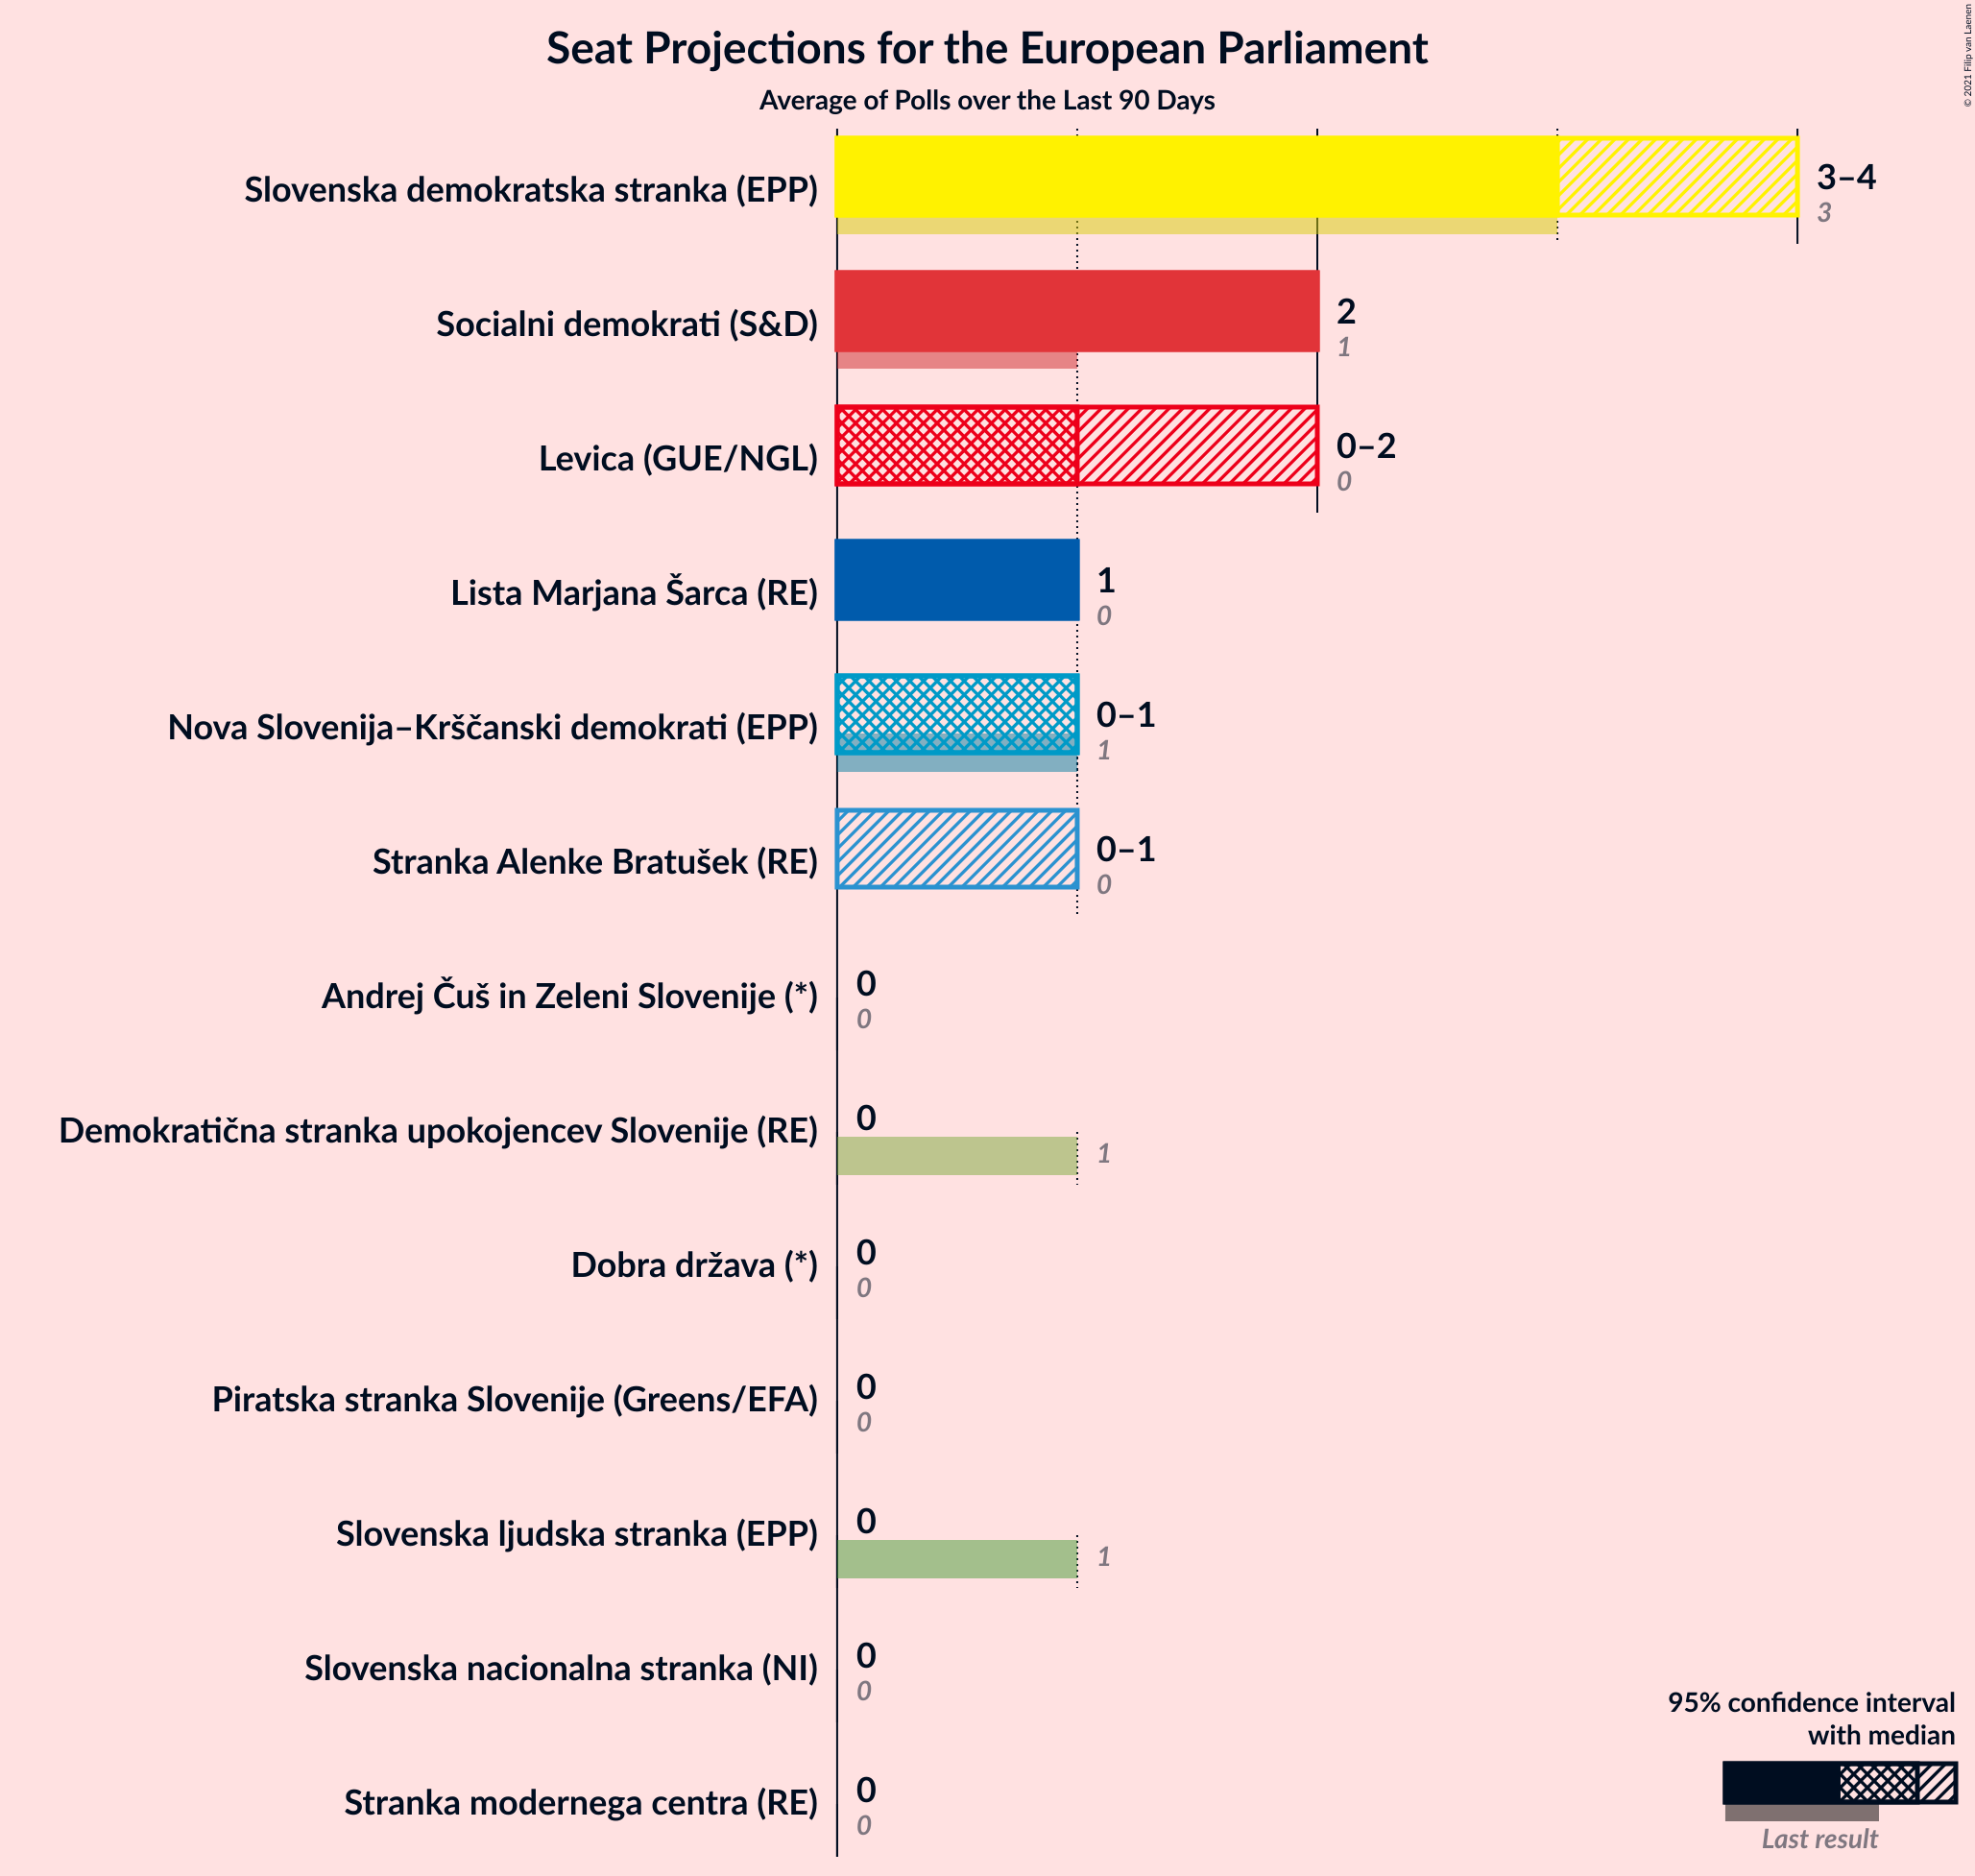 Seat Projections for the European Parliament
Average of Polls over the Last 90 Days
© 2021 Filip van Laenen
Slovenska demokratska stranka (EPP)
3–4
3
Socialni demokrati (S&D)
2
1
Levica (GUE/NGL)
0–2
0
Lista Marjana Šarca (RE)
1
0
Nova Slovenija–Krščanski demokrati (EPP)
0–1
1
Stranka Alenke Bratušek (RE)
0–1
0
Andrej Čuš in Zeleni Slovenije (*)
0
0
Demokratična stranka upokojencev Slovenije (RE)
0
1
Dobra država (*)
0
0
Piratska stranka Slovenije (Greens/EFA)
0
0
Slovenska ljudska stranka (EPP)
0
1
Slovenska nacionalna stranka (NI)
0
0
Stranka modernega centra (RE)
0
0
95% confidence interval
with median
Last result